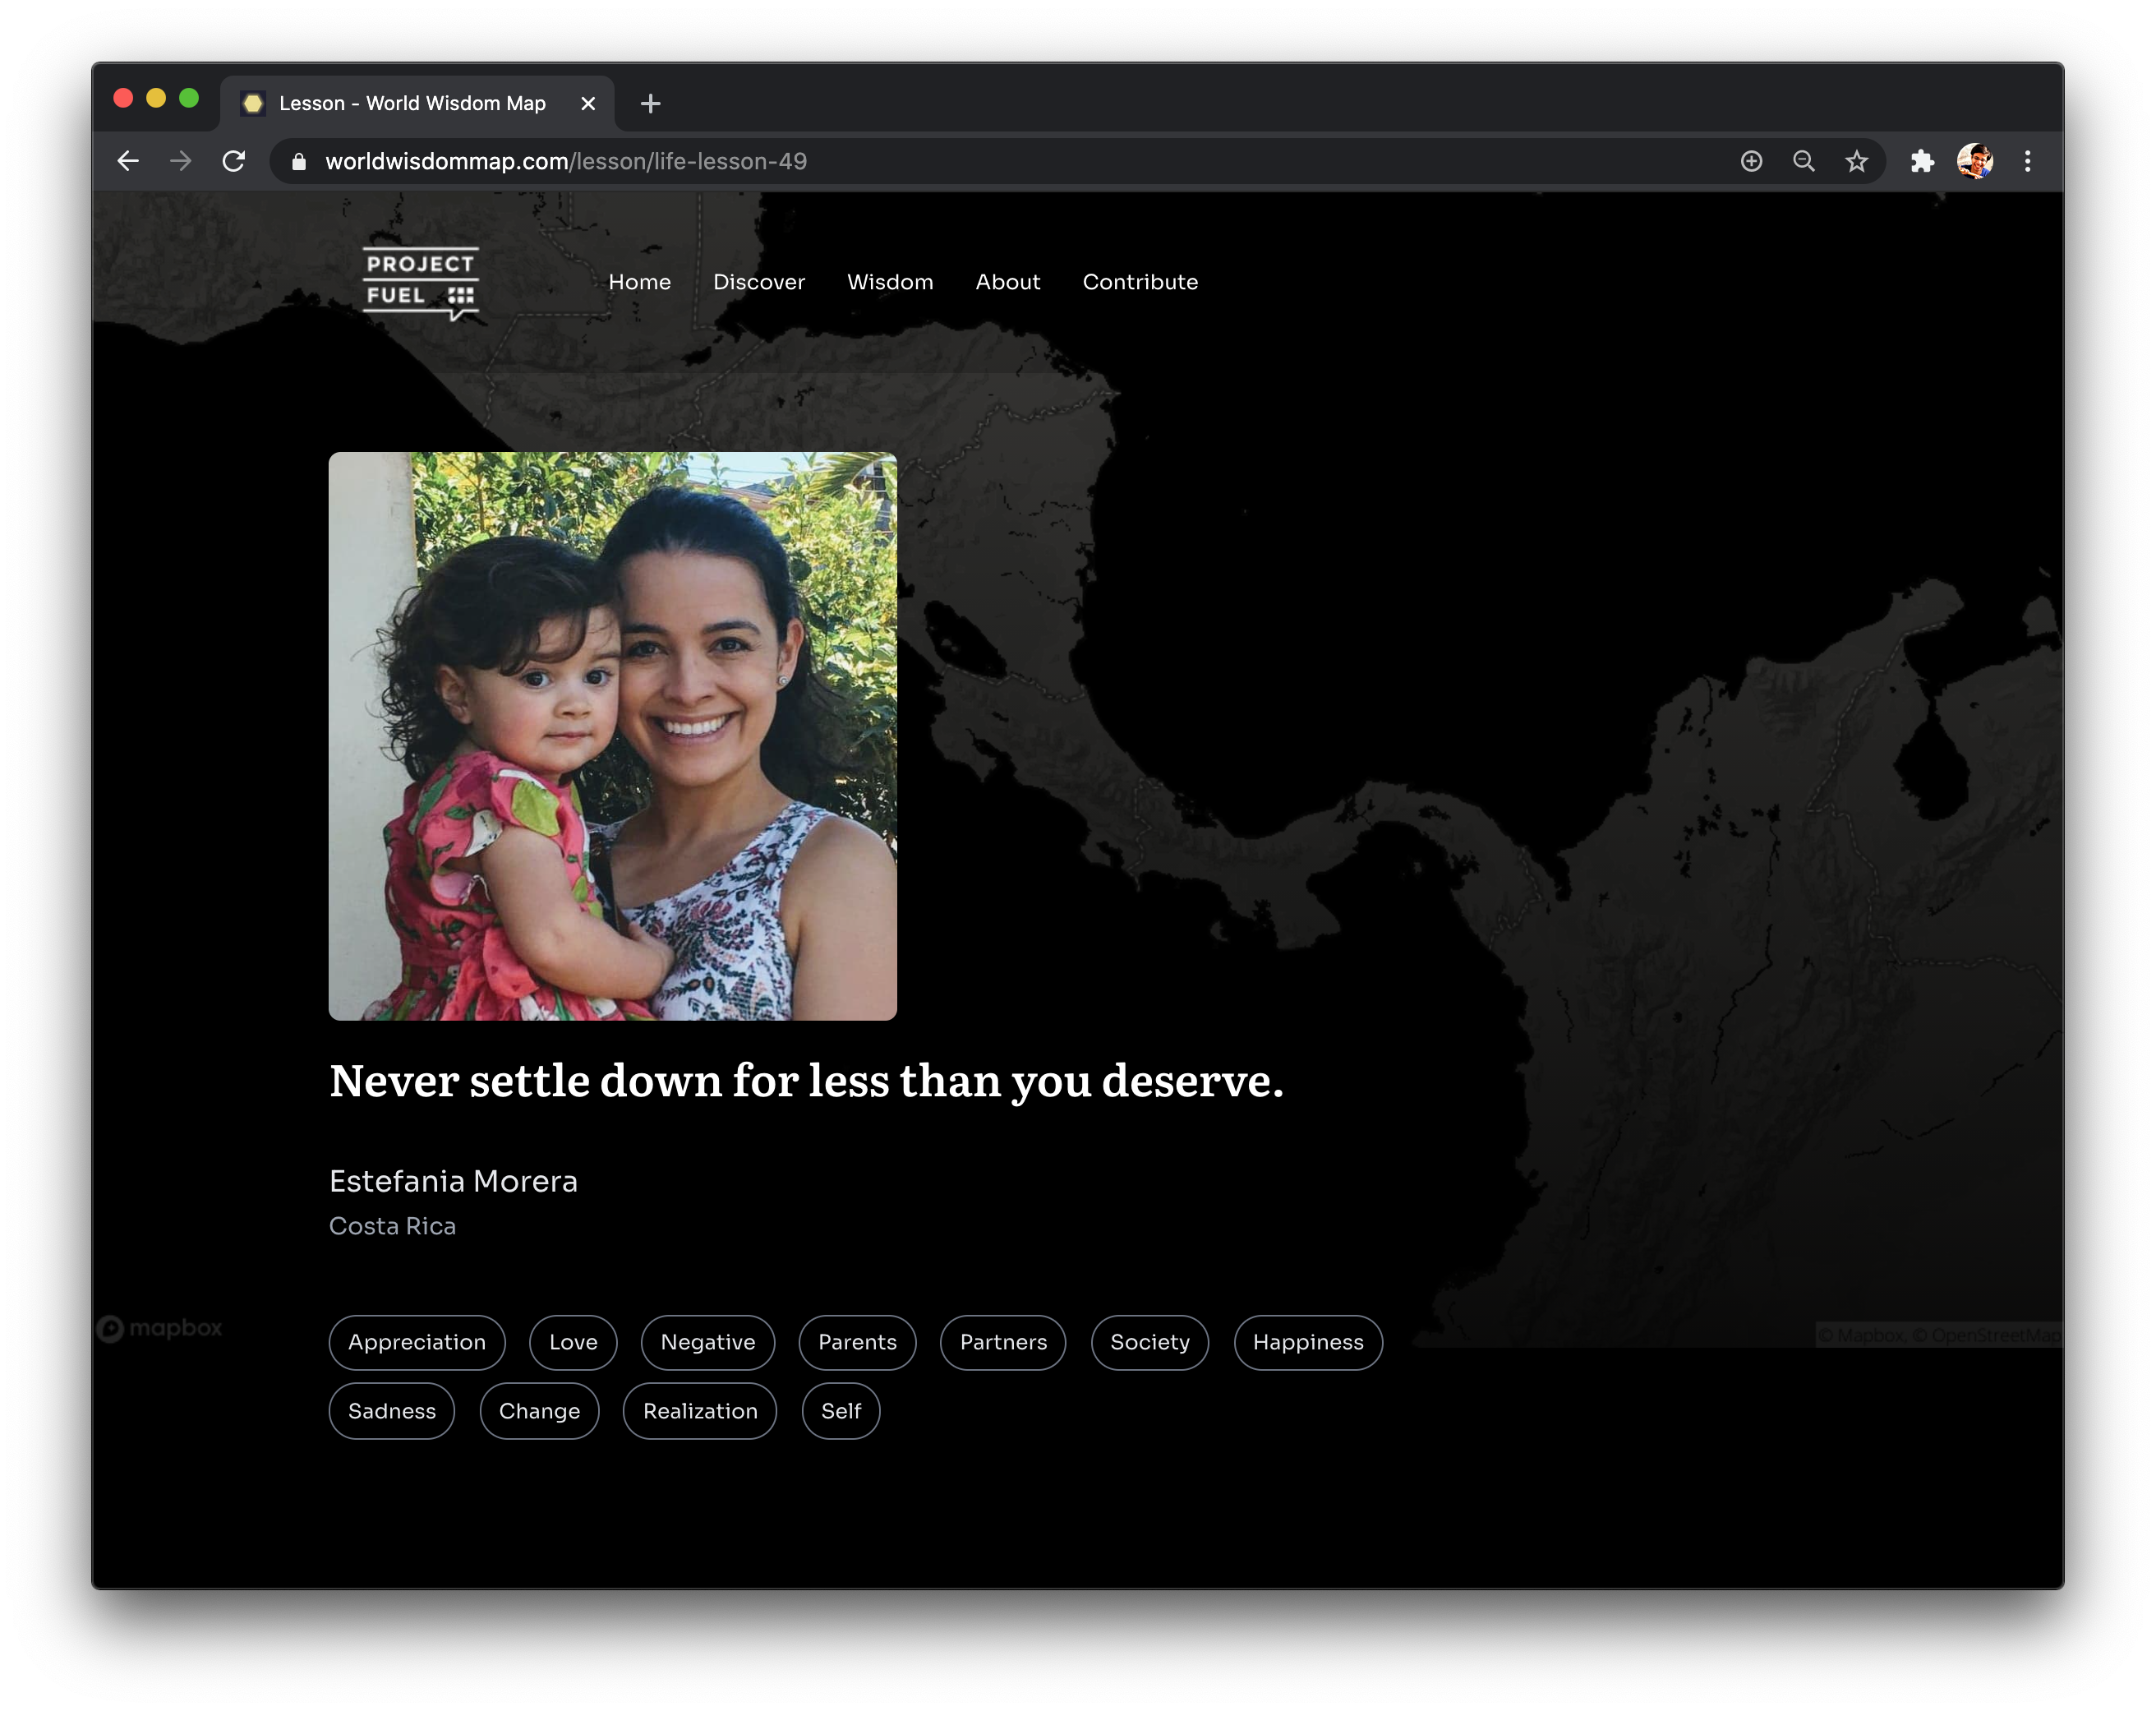 Lesson - World Wisdom Map
worldwisdommap.com/lesson/life-lesson-49
PROJECT
FUEL
Home Discover Wisdom About Contribute
Never settle down for less than you deserve.
Estefania Morera
Costa Rica
mapbox
© Mapbox, © OpenStreetMap
Appreciation Love Negative Parents Partners Society Happiness
Sadness Change Realization Self